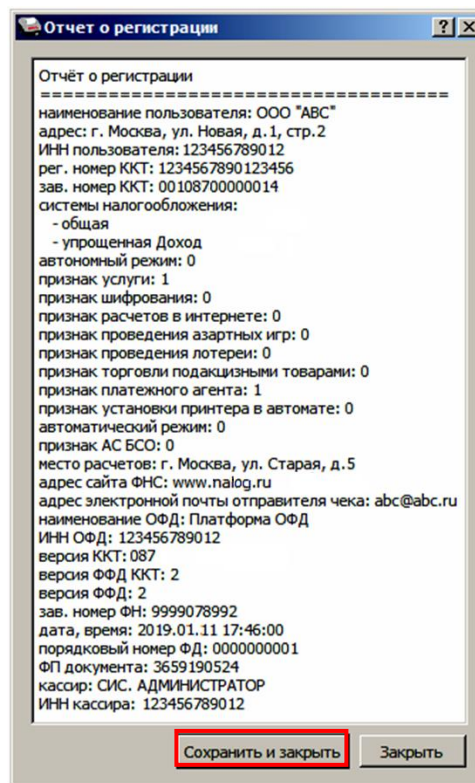 Отчет о регистрации
Отчёт о регистрации
====================================
наименование пользователя: ООО "ABC"
адрес: г. Москва, ул. Новая, д.1, стр.2
ИНН пользователя: 123456789012
рег. номер ККТ: 1234567890123456
зав. номер ККТ: 00108700000014
системы налогообложения:
- общая
- упрощенная Доход
автономный режим: 0
признак услуги: 1
признак шифрования: 0
признак расчетов в интернете: 0
признак проведения азартных игр: 0
признак проведения лотереи: 0
признак торговли подакцизными товарами: 0
признак платежного агента: 1
признак установки принтера в автомате: 0
автоматический режим: 0
признак АС БСО: 0
место расчетов: г. Москва, ул. Старая, д.5
адрес сайта ФНС: www.nalog.ru
адрес электронной почты отправителя чека: abc@abc.ru
наименование ОФД: Платформа ОФД
ИНН ОФД: 123456789012
версия ККТ: 087
версия ФФД ККТ: 2
версия ФФД: 2
зав. номер ФН: 9999078992
дата, время: 2019.01.11 17:46:00
порядковый номер ФД: 0000000001
ФП документа: 3659190524
кассир: СИС. АДМИНИСТРАТОР
ИНН кассира: 123456789012
Сохранить и закрыть Закрыть